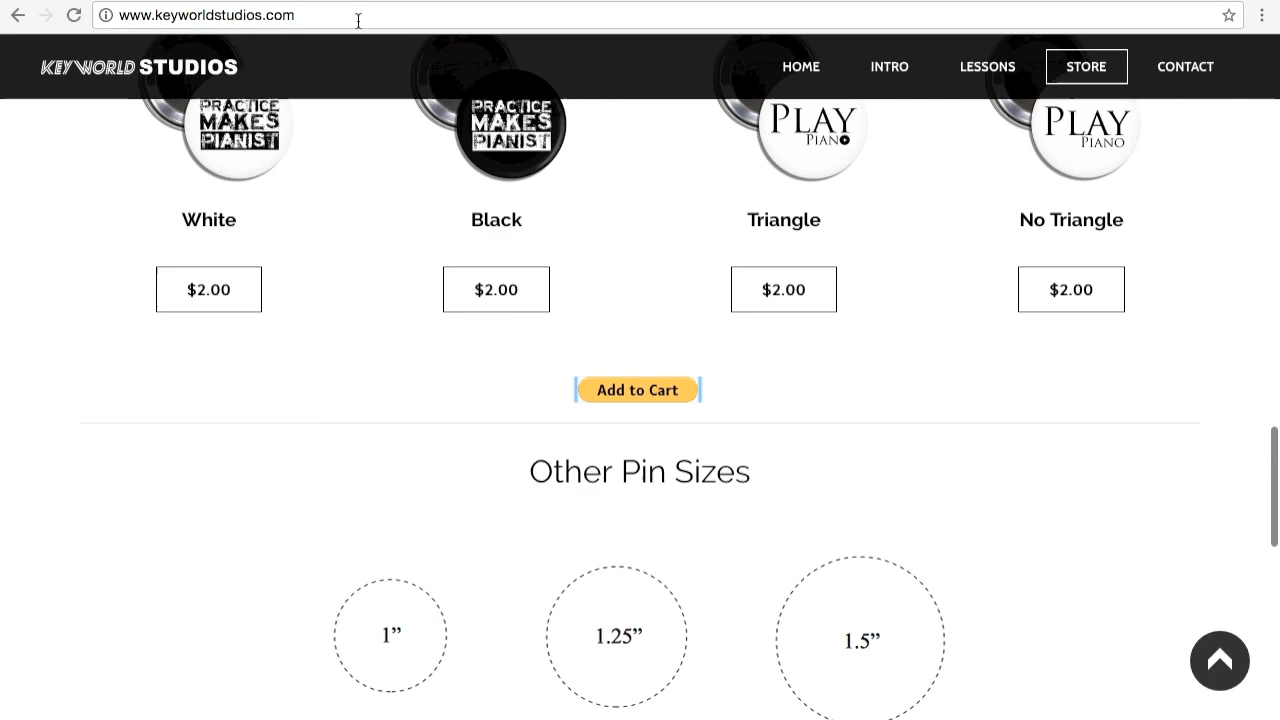 www.keyworldstudios.com
KEY WORLD STUDIOS
HOME
INTRO
LESSONS
STORE
CONTACT
PRACTICE
MAKES
PIANIST
PRACTICE
MAKES
PIANIST
PLAY
PIANO
PLAY
PIANO
White
Black
Triangle
No Triangle
$2.00
$2.00
$2.00
$2.00
Add to Cart
Other Pin Sizes
1”
1.25”
1.5”